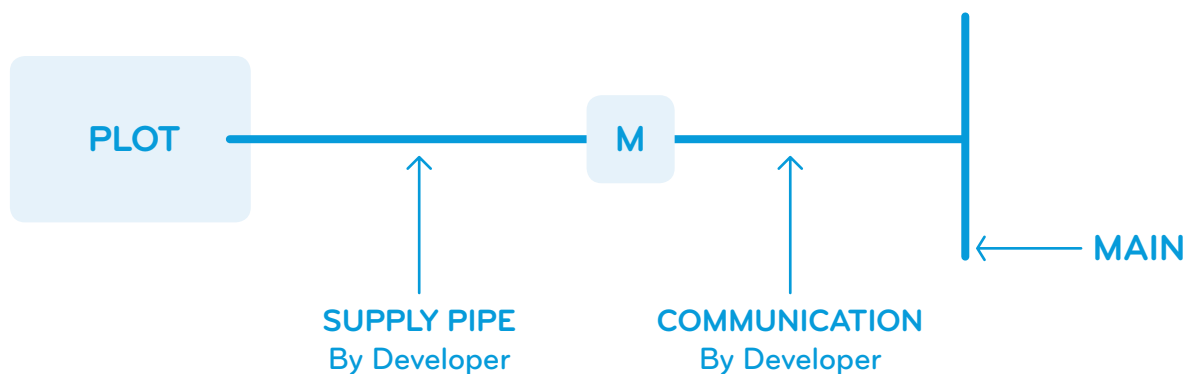 PLOT
M
MAIN
SUPPLY PIPE
By Developer
COMMUNICATION
By Developer